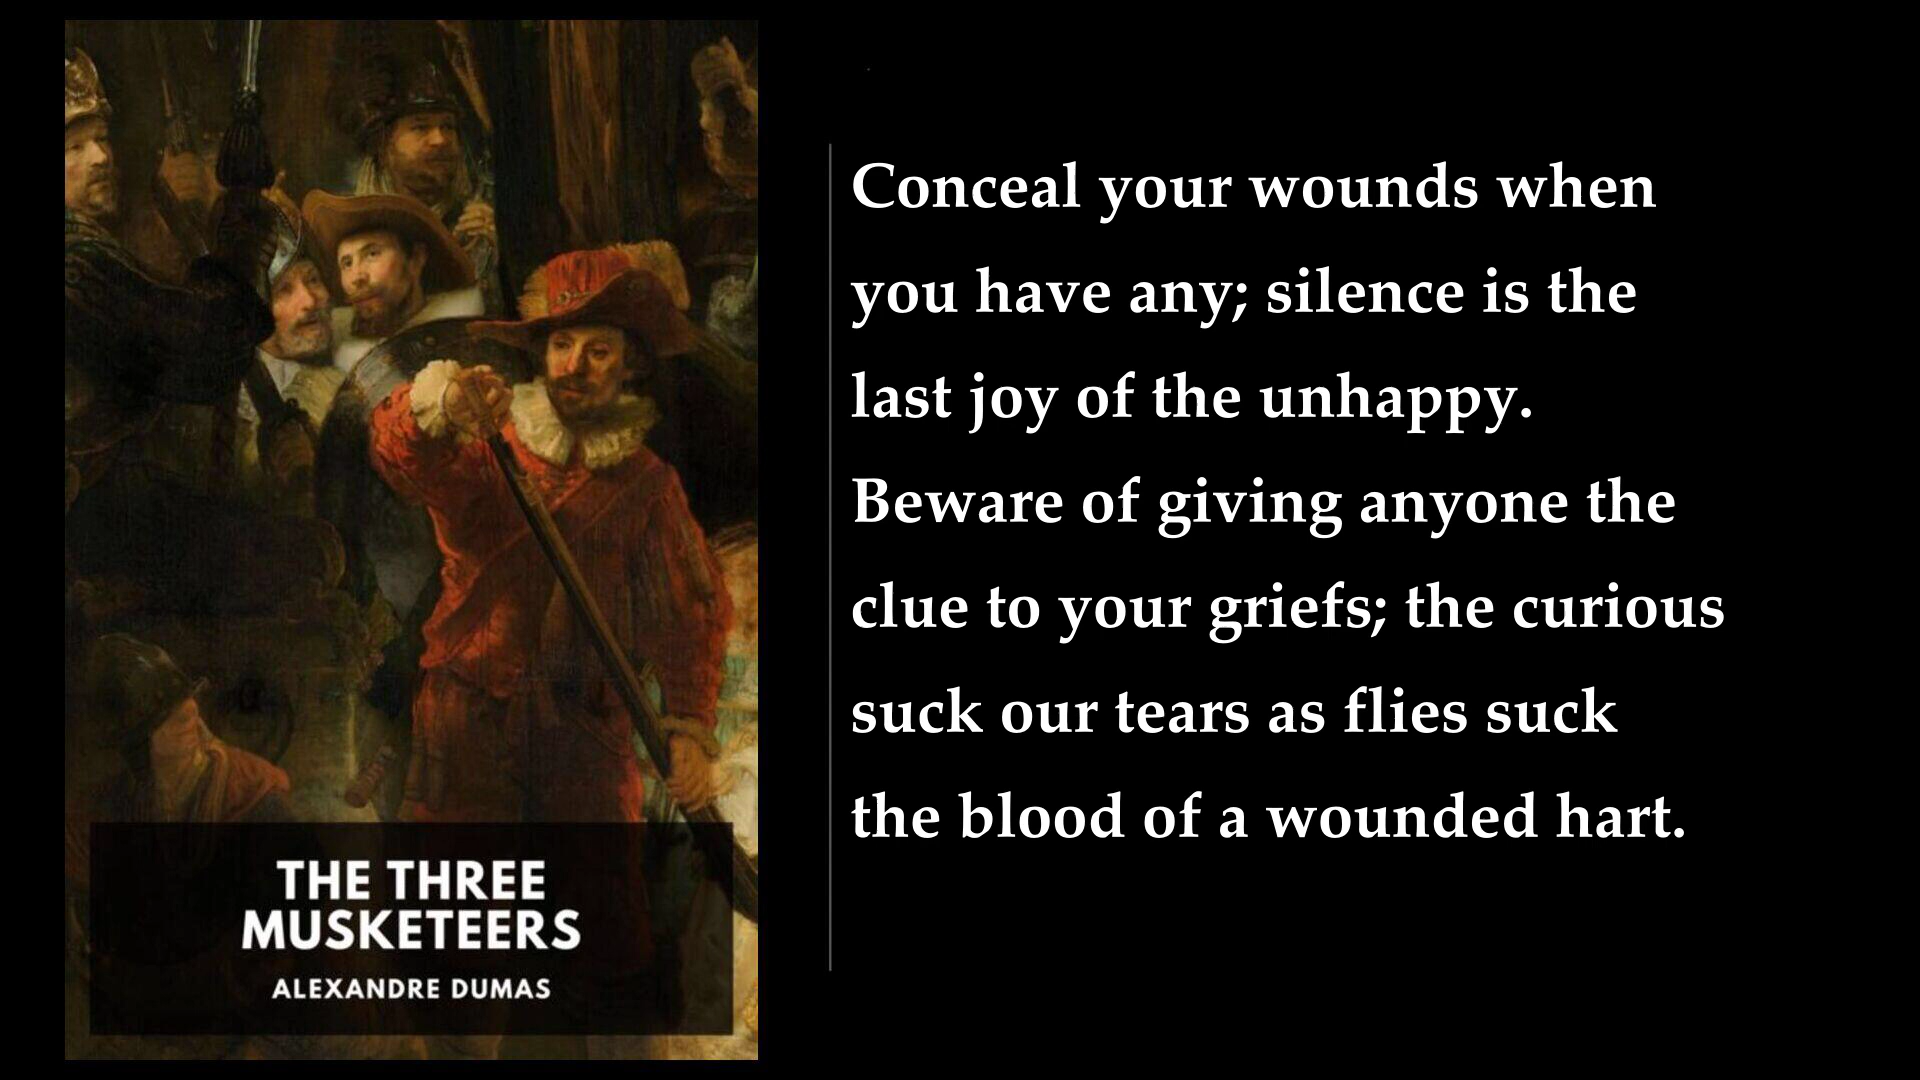 THE THREE
MUSKETEERS
ALEXANDRE DUMAS
Conceal your wounds when
you have any; silence is the
last joy of the unhappy.
Beware of giving anyone the
clue to your griefs; the curious
suck our tears as flies suck
the blood of a wounded hart.